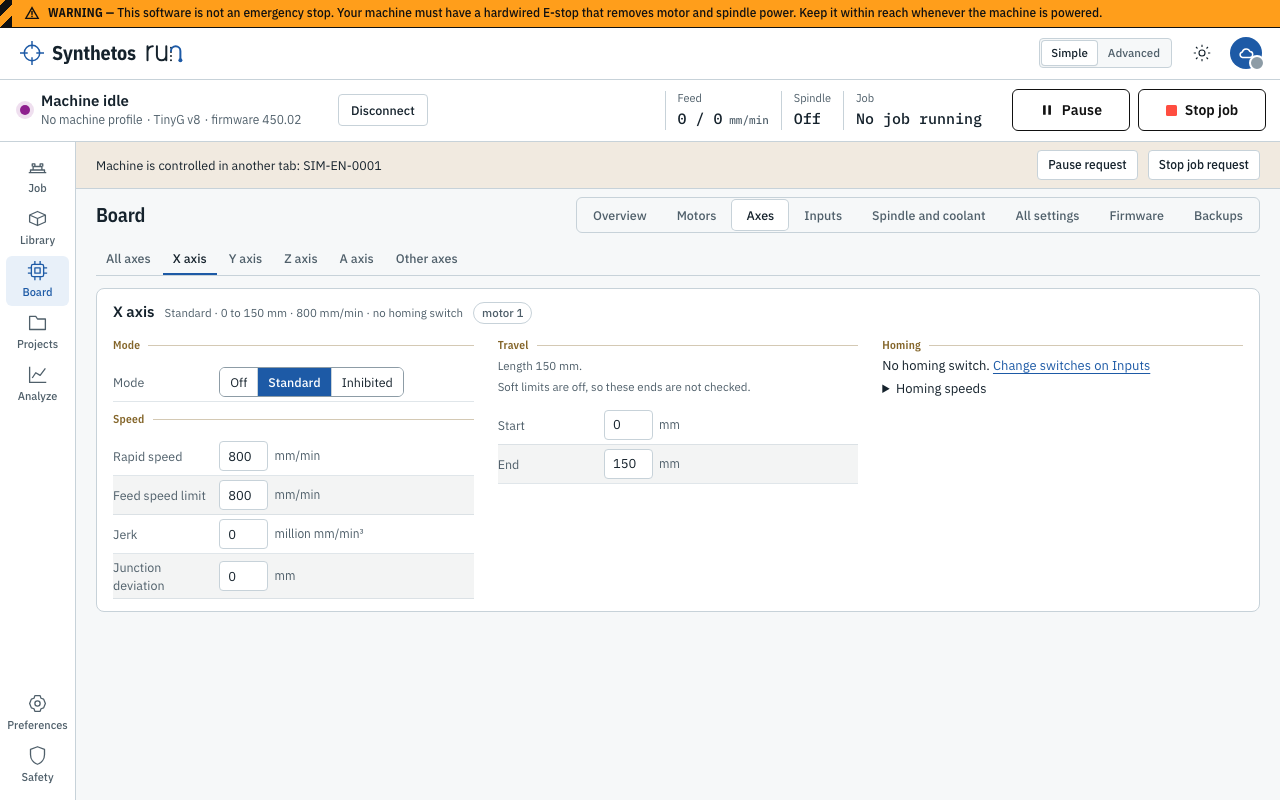 WARNING — This software is not an emergency stop. Your machine must have a hardwired E-stop that removes motor and spindle power. Keep it within reach whenever the machine is powered.
Synthetos run
Simple Advanced
Machine idle
No machine profile · TinyG v8 · firmware 450.02
Disconnect
Feed
0 / 0 mm/min
Spindle
Off
Job
No job running
Pause
Stop job
Job
Library
Board
Projects
Analyze
Preferences
Safety
Machine is controlled in another tab: SIM-EN-0001
Pause request
Stop job request
Board
Overview Motors Axes Inputs Spindle and coolant All settings Firmware Backups
All axes X axis Y axis Z axis A axis Other axes
X axis Standard · 0 to 150 mm · 800 mm/min · no homing switch motor 1
Mode
Mode Off Standard Inhibited
Speed
Rapid speed 800 mm/min
Feed speed limit 800 mm/min
Jerk 0 million mm/min³
Junction deviation 0 mm
Travel
Length 150 mm.
Soft limits are off, so these ends are not checked.
Start 0 mm
End 150 mm
Homing
No homing switch. Change switches on Inputs
Homing speeds